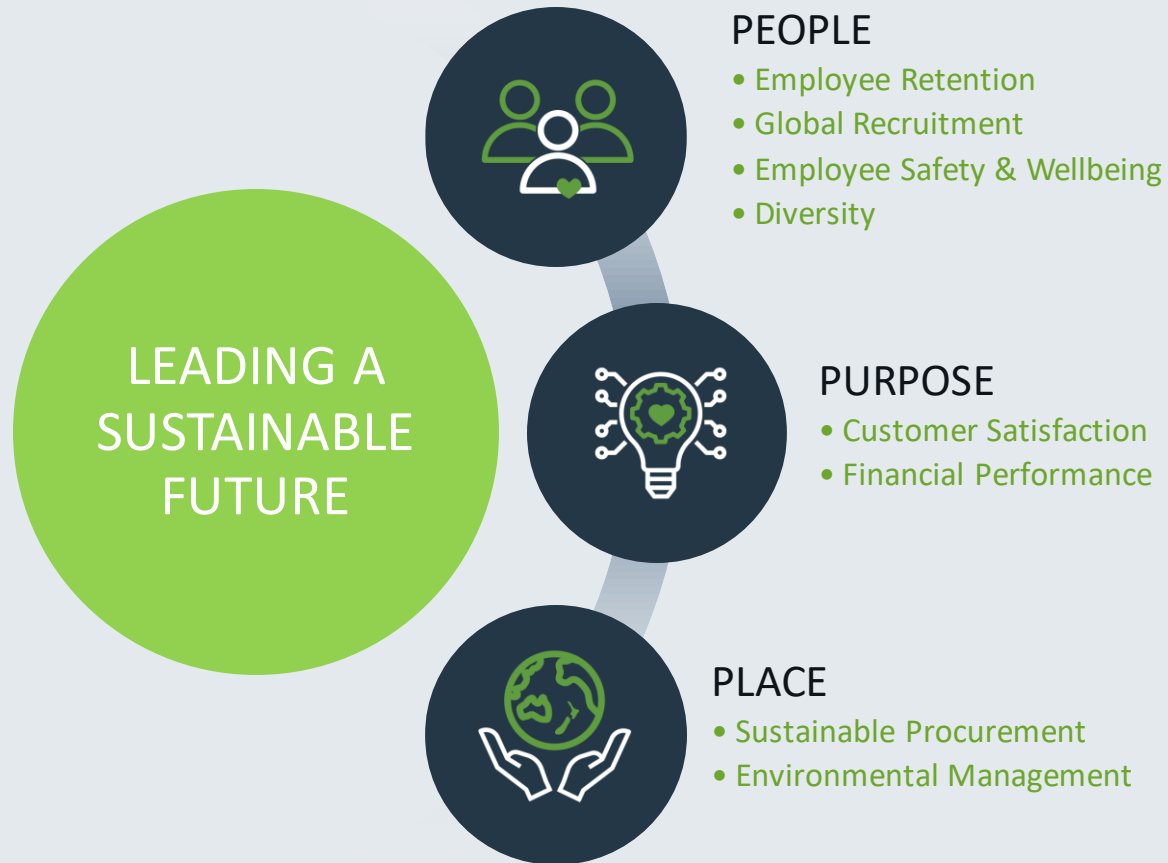 LEADING A
SUSTAINABLE
FUTURE
PEOPLE
• Employee Retention
• Global Recruitment
• Employee Safety & Wellbeing
• Diversity
PURPOSE
• Customer Satisfaction
• Financial Performance
PLACE
• Sustainable Procurement
• Environmental Management